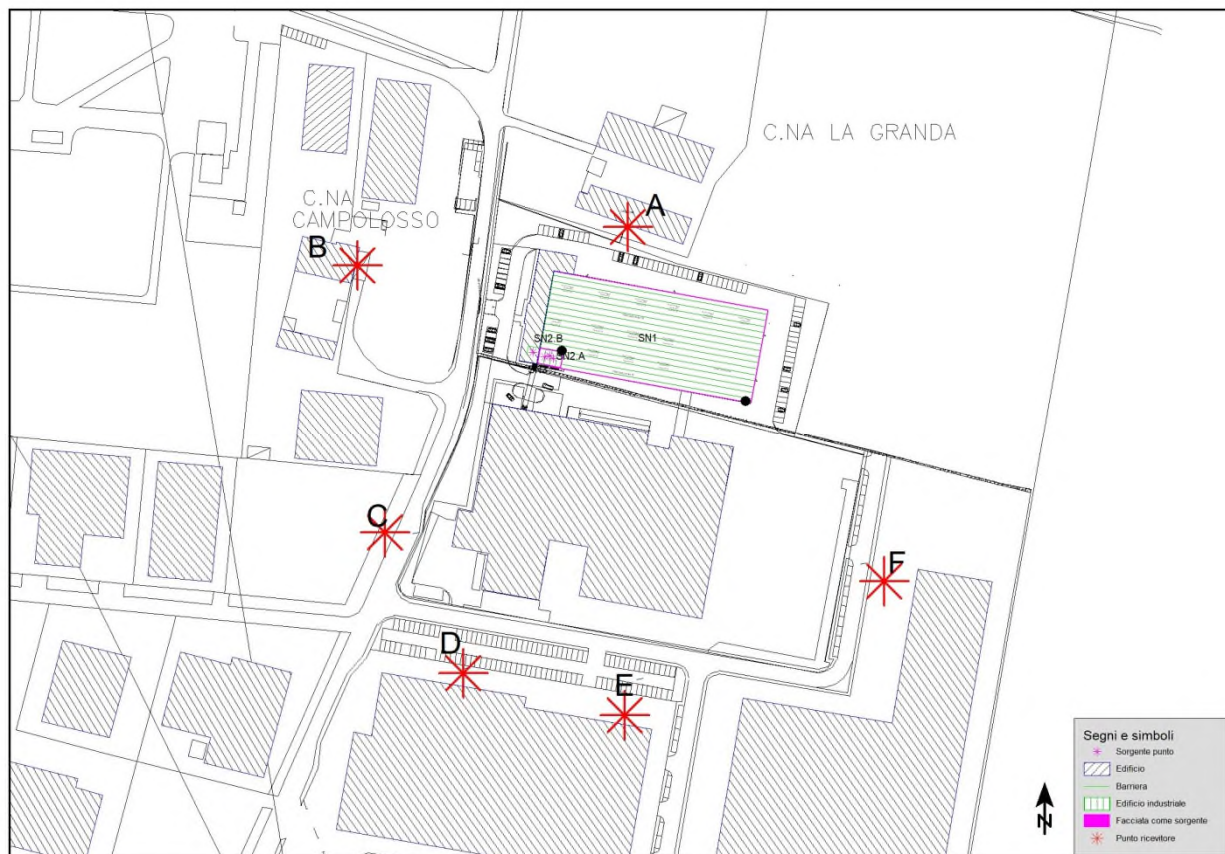 C.NA LA GRANDA
A
C.NA
CAMPOLOSSO
B
SN2.B
SN1
SN2.A
C
F
D
E
Segni e simboli
Sorgente punto
Edificio
Barriera
Edificio industriale
Facciata come sorgente
Punto ricevitore
N